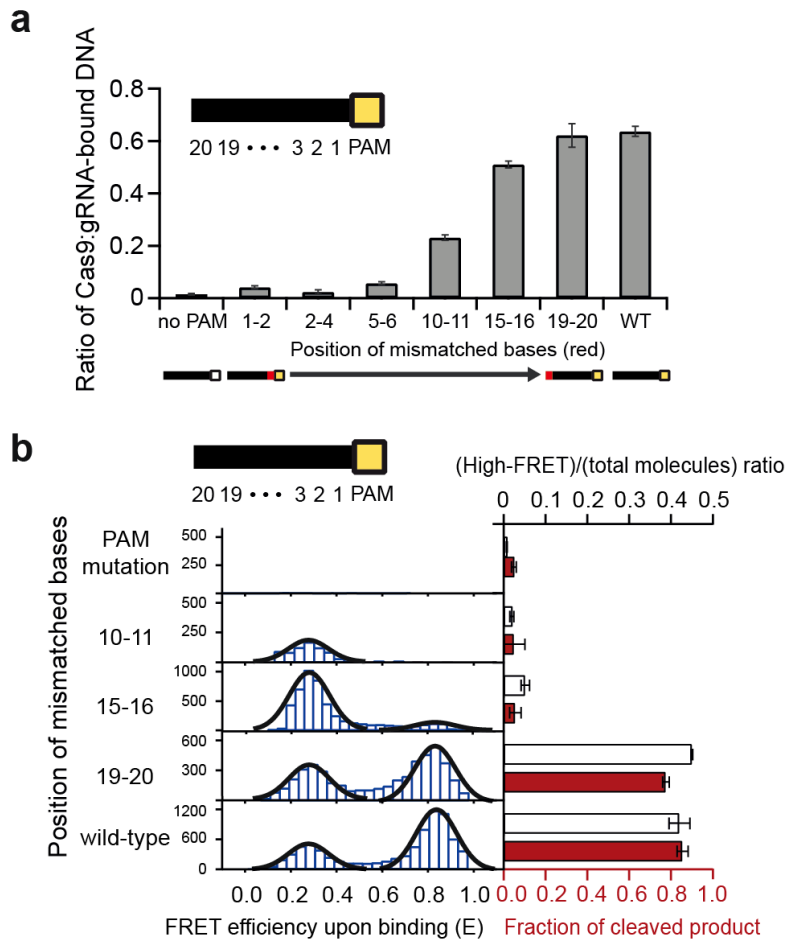 a
Ratio of Cas9:gRNA-bound DNA
0.8
0.6
0.4
0.2
0
20 19 • • • 3 2 1 PAM
no PAM 1-2 2-4 5-6 10-11 15-16 19-20 WT
Position of mismatched bases (red)
b
20 19 • • • 3 2 1 PAM
(High-FRET)/(total molecules) ratio
0 0.1 0.2 0.3 0.4 0.5
Position of mismatched bases
PAM
mutation
500
250
10-11
500
250
15-16
1000
500
19-20
600
300
wild-type
1200
600
0
0.0 0.2 0.4 0.6 0.8 1.0
FRET efficiency upon binding (E)
0.0 0.2 0.4 0.6 0.8 1.0
Fraction of cleaved product